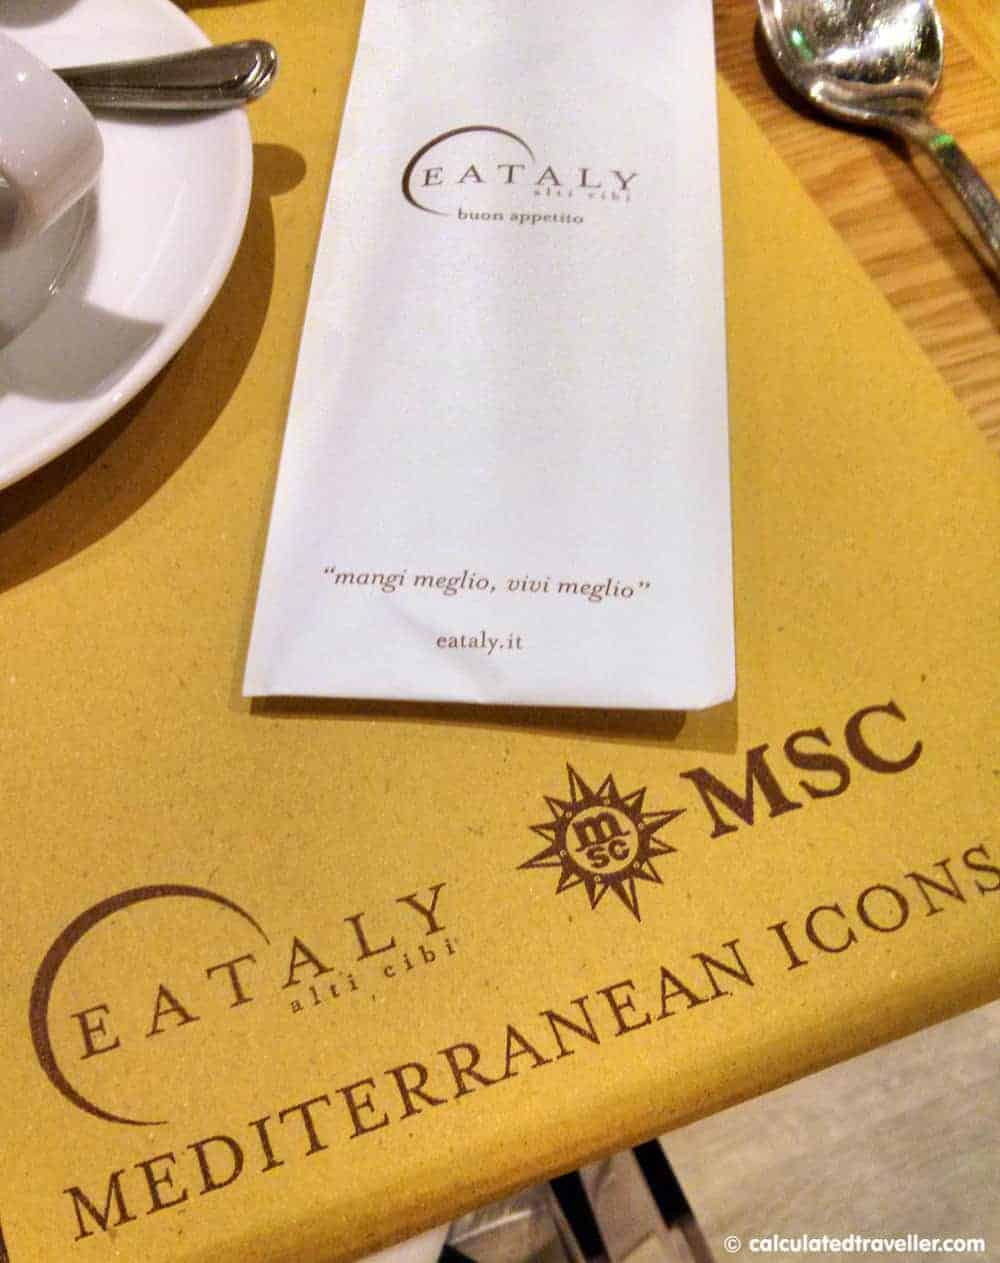 EATALY
alti cibi
buon appetito
“mangi meglio, vivi meglio”
eataly.it
m
SC
MSC
EATALY
alti cibi
MEDITERRANEAN ICONS
© calculatedtraveller.com